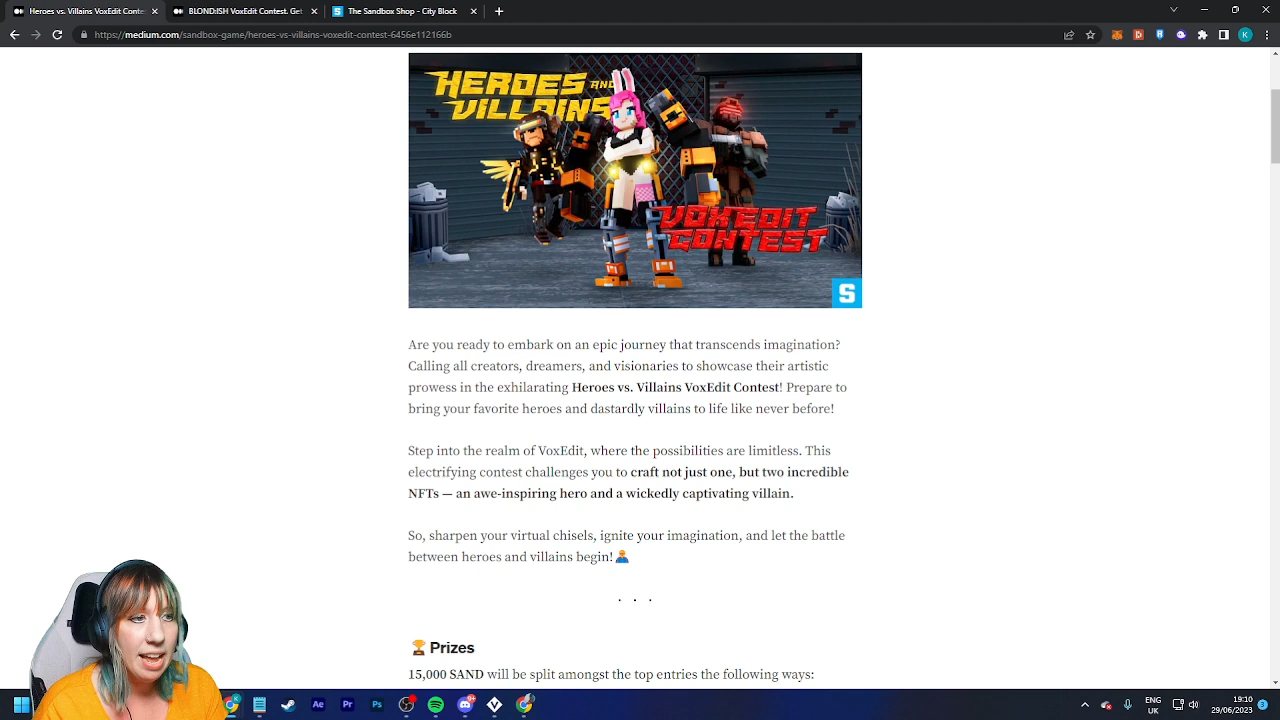 Heroes vs. Villains VoxEdit Conte
BLONDISH VoxEdit Contest. Get
The Sandbox Shop - City Block
https://medium.com/sandbox-game/heroes-vs-villains-voxedit-contest-6456e112166b
K
HEROES AND
VILLAINS
VOXEDIT
CONTEST
S
Are you ready to embark on an epic journey that transcends imagination?
Calling all creators, dreamers, and visionaries to showcase their artistic
prowess in the exhilarating Heroes vs. Villains VoxEdit Contest! Prepare to
bring your favorite heroes and dastardly villains to life like never before!
Step into the realm of VoxEdit, where the possibilities are limitless. This
electrifying contest challenges you to craft not just one, but two incredible
NFTs — an awe-inspiring hero and a wickedly captivating villain.
So, sharpen your virtual chisels, ignite your imagination, and let the battle
between heroes and villains begin!
. . .
Prizes
15,000 SAND will be split amongst the top entries the following ways:
Ae
Pr
Ps
ENG
UK
19:10
29/06/2023
3